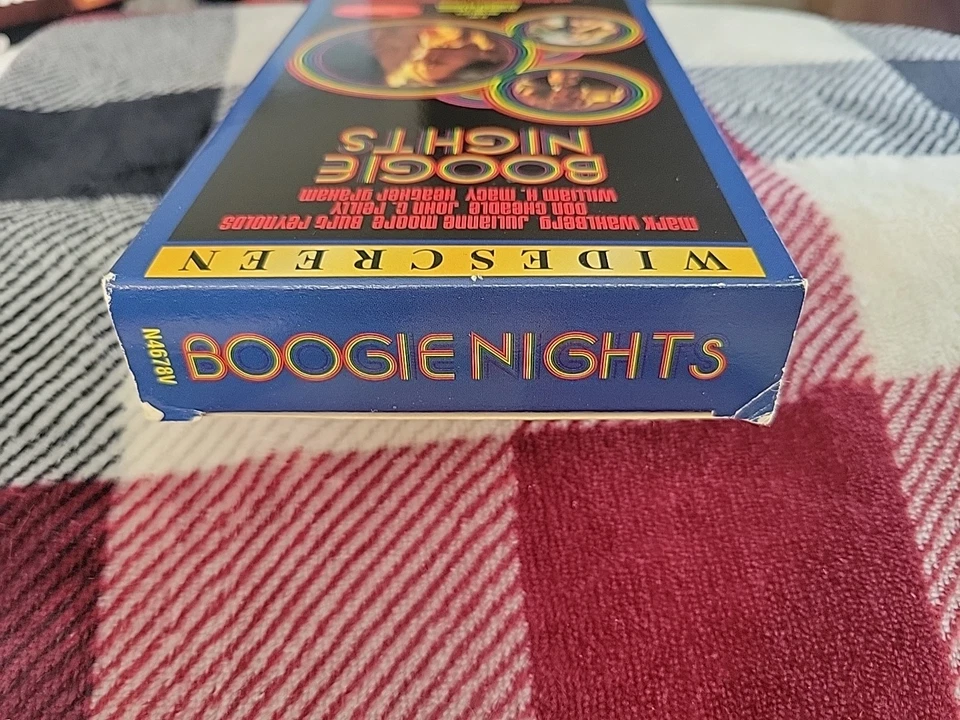 WIDESCREEN
Mark Wahlberg Julianne Moore Burt Reynolds
Don Cheadle John C. Reilly
William H. Macy Heather Graham
BOOGIE
NIGHTS
BOOGIE NIGHTS
N4678V